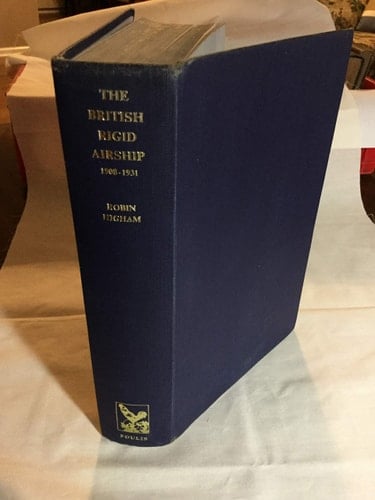 THE
BRITISH
RIGID
AIRSHIP
1908-1931
ROBIN
HIGHAM
FOULIS